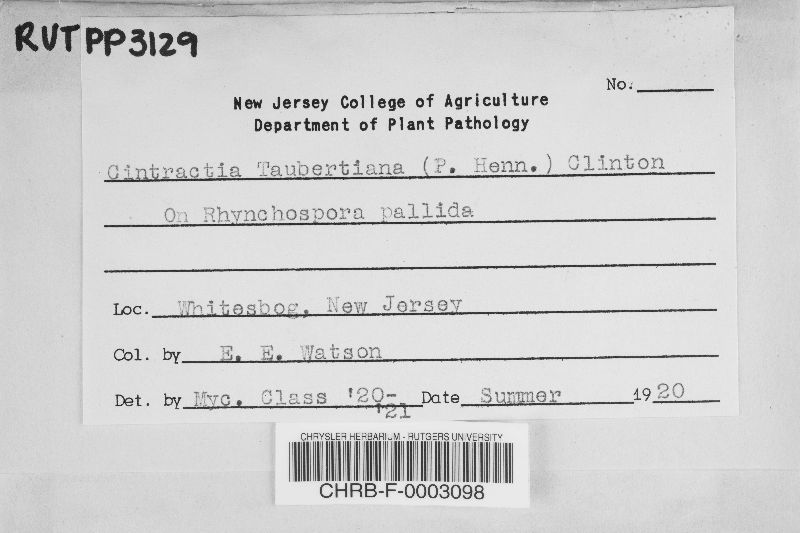 RUTPP3129
No.
New Jersey College of Agriculture
Department of Plant Pathology
Cintractia Taubertiana (P. Henn.) Clinton
On Rhynchospora pallida
Loc. Whitesbog, New Jersey
Col. by E. E. Watson
Det. by Myc. Class '20- Date Summer 1920
'21
CHRYSLER HERBARIUM - RUTGERS UNIVERSITY
CHRB-F-0003098